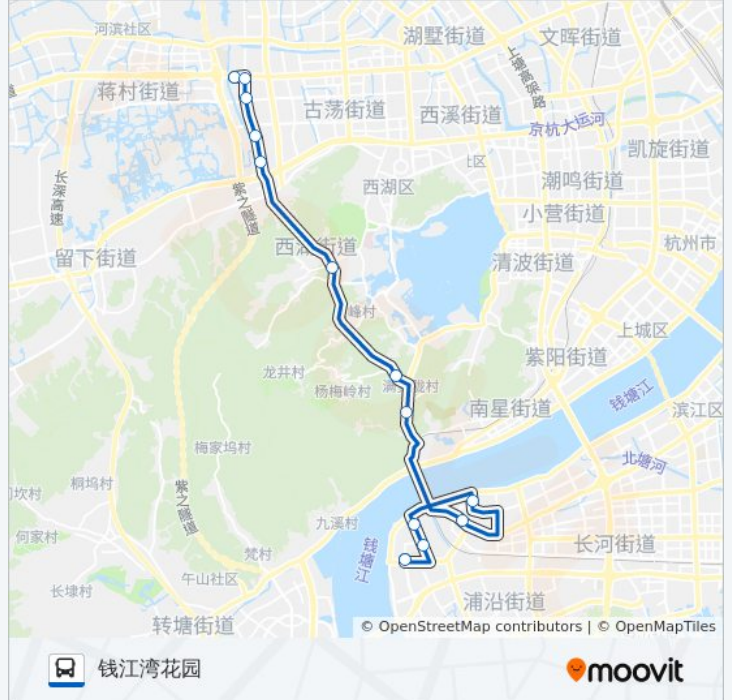 河滨社区
湖墅街道
文晖街道
上塘高架路
蒋村街道
古荡街道
西溪街道
京杭大运河
凯旋街道
长深高速
社区
潮鸣街道
西湖区
紫之隧道
小营街道
杭州市
留下街道
清波街道
峰村
上城区
紫阳街道
龙井村
杨梅岭村
钱塘江
南星街道
滨江区
梅家坞村
北塘河
桐坞村
紫之隧道
九溪村
何家村
钱塘江
长河街道
梵村
午山社区
长埭村
浦沿街道
转塘街道
© OpenStreetMap contributors | © OpenMapTiles
钱江湾花园
moovit